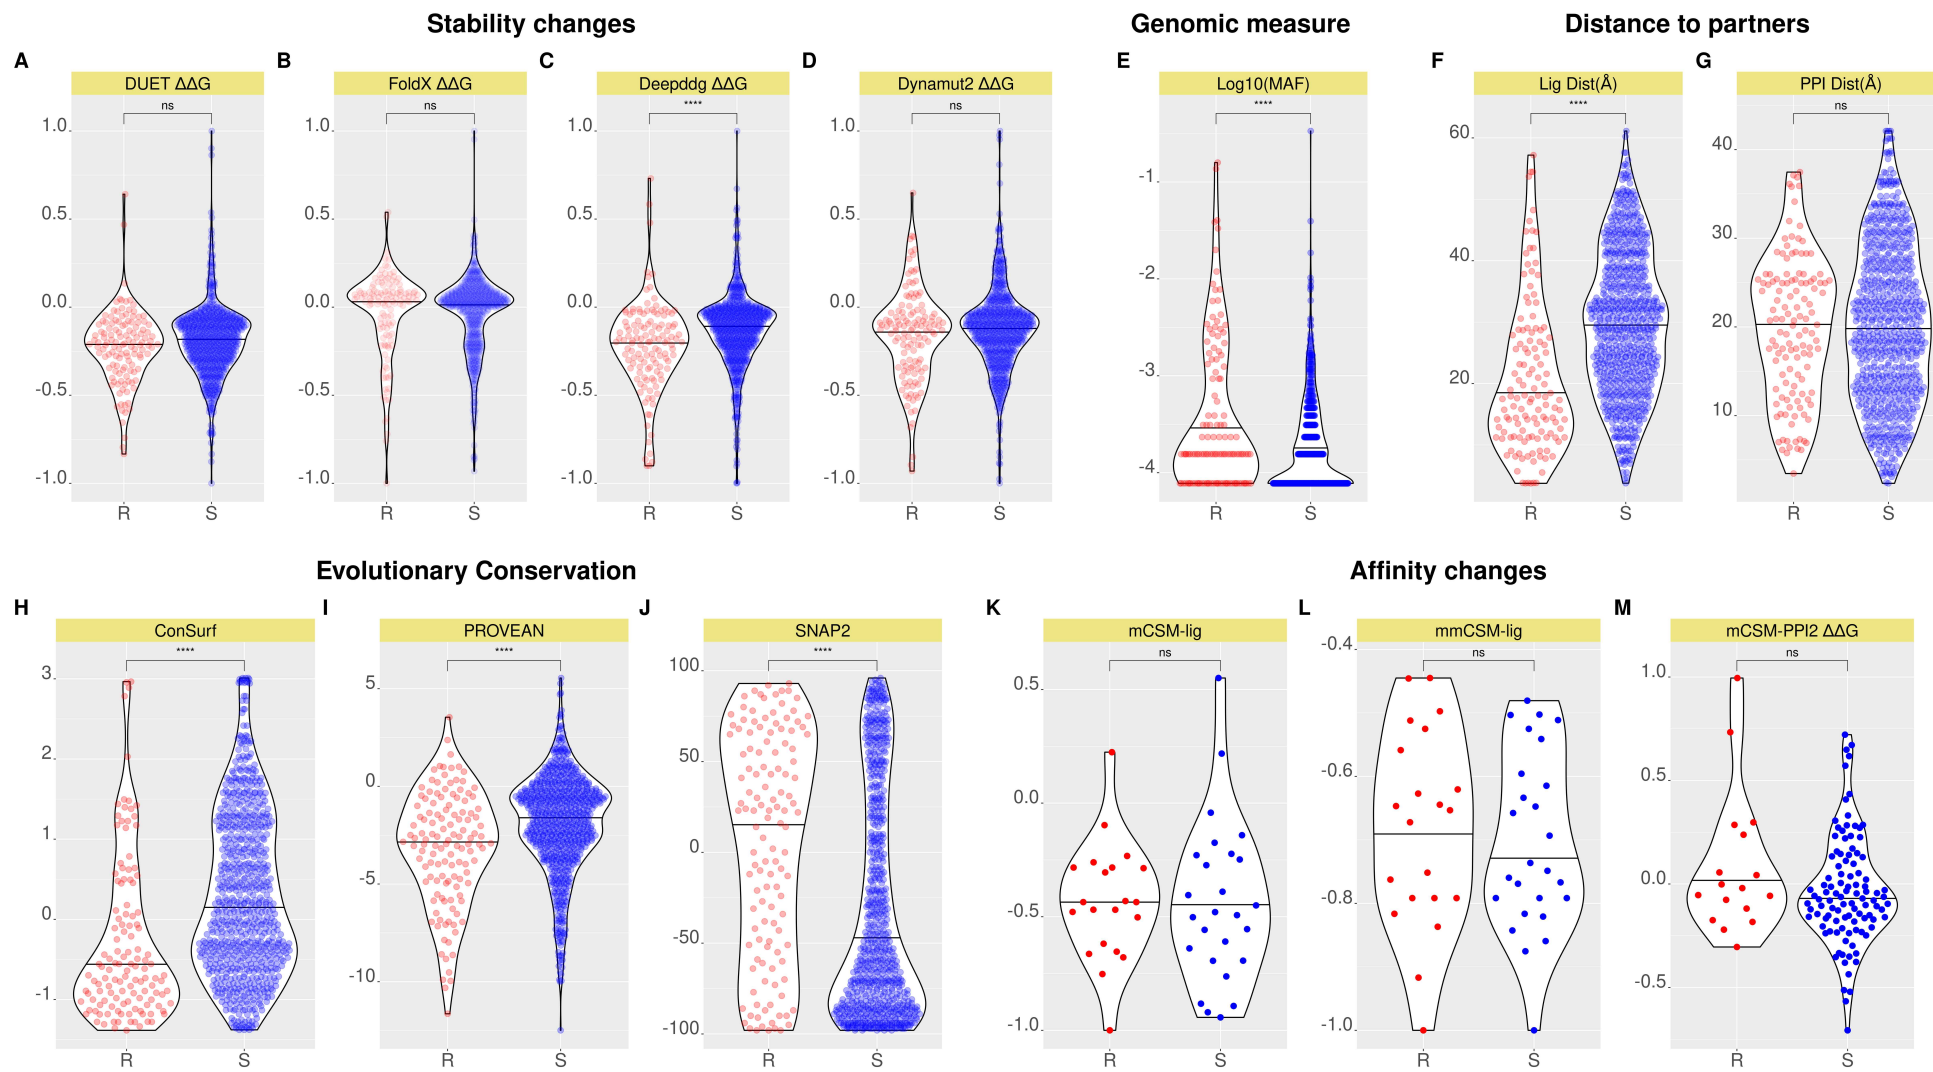 Stability changes
Genomic measure
Distance to partners
A
B
C
D
E
F
G
DUET ΔΔG
FoldX ΔΔG
Deepddg ΔΔG
Dynamut2 ΔΔG
Log10(MAF)
Lig Dist(Å)
PPI Dist(Å)
ns
ns
****
ns
****
****
ns
1.0
0.5
0.0
-0.5
-1.0
1.0
0.5
0.0
-0.5
-1.0
1.0
0.5
0.0
-0.5
-1.0
1.0
0.5
0.0
-0.5
-1.0
-1
-2
-3
-4
60
40
20
40
30
20
10
R S
R S
R S
R S
R S
R S
R S
Evolutionary Conservation
Affinity changes
H
I
J
K
L
M
ConSurf
PROVEAN
SNAP2
mCSM-lig
mmCSM-lig
mCSM-PPI2 ΔΔG
****
****
****
ns
ns
ns
3
2
1
0
-1
5
0
-5
-10
100
50
0
-50
-100
0.5
0.0
-0.5
-1.0
-0.4
-0.6
-0.8
-1.0
1.0
0.5
0.0
-0.5
R S
R S
R S
R S
R S
R S